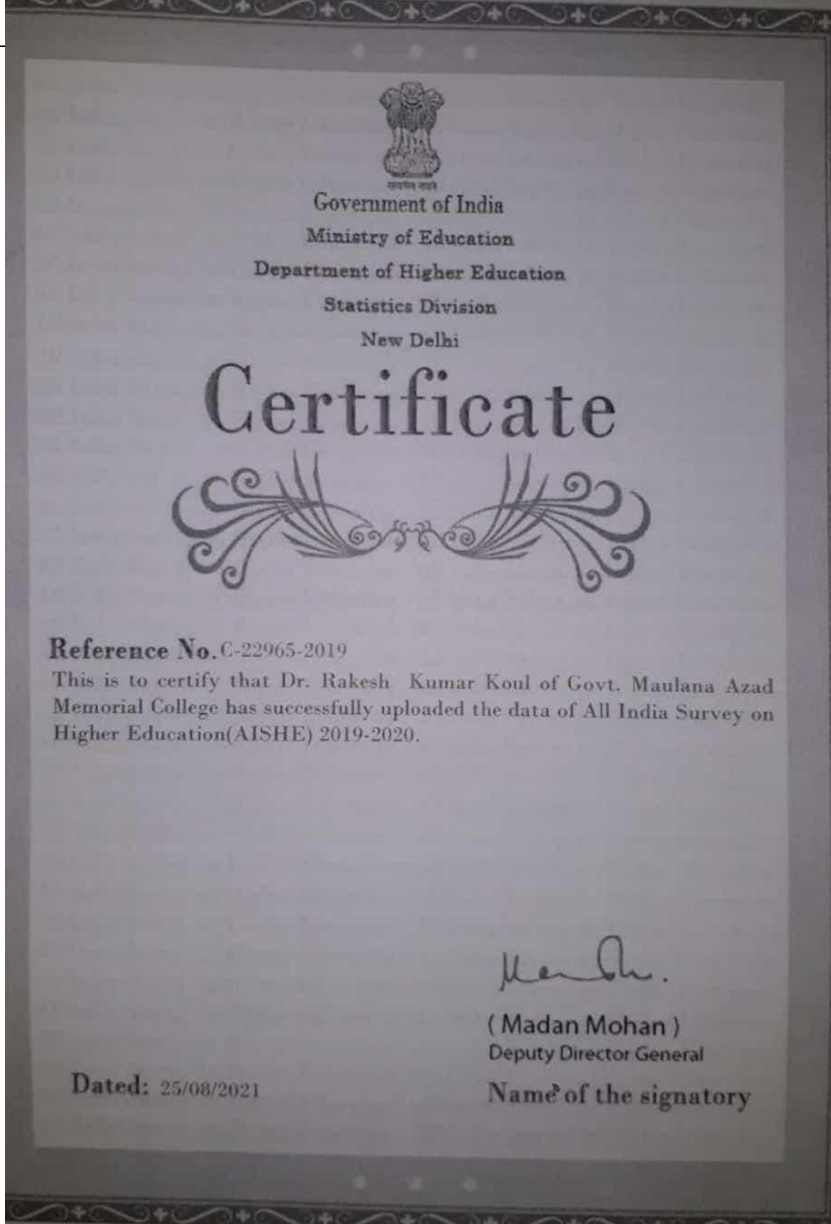 सत्यमेव जयते
Government of India
Ministry of Education
Department of Higher Education
Statistics Division
New Delhi
Certificate
Reference No.C-22965-2019
This is to certify that Dr. Rakesh Kumar Koul of Govt. Maulana Azad
Memorial College has successfully uploaded the data of All India Survey on
Higher Education(AISHE) 2019-2020.
( Madan Mohan )
Deputy Director General
Dated: 25/08/2021
Name of the signatory